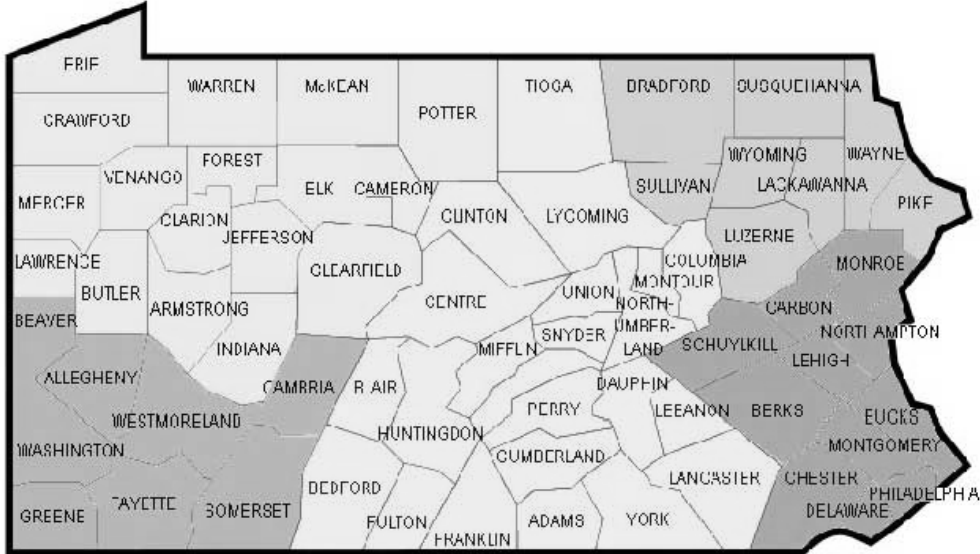 ERIE
WARREN
McKEAN
TIOGA
BRADFORD
SUSQUEHANNA
POTTER
CRAWFORD
FOREST
WYOMING
WAYNE
VENANGO
ELK
CAMERON
SULLIVAN
LACKAWANNA
MERCER
PIKE
CLARION
CLINTON
LYCOMING
JEFFERSON
LUZERNE
LAWRENCE
CLEARFIELD
COLUMBIA
MONROE
BUTLER
UNION
MONTOUR
CENTRE
NORTH-
ARMSTRONG
CARBON
BEAVER
UMBER-
NORTHAMPTON
SNYDER
INDIANA
MIFFLIN
LAND
SCHUYLKILL
LEHIGH
ALLEGHENY
CAMBRIA
BLAIR
DAUPHIN
PERRY
LEBANON
BERKS
WESTMORELAND
BUCKS
HUNTINGDON
WASHINGTON
MONTGOMERY
CUMBERLAND
LANCASTER
CHESTER
BEDFORD
PHILADELPHIA
FAYETTE
SOMERSET
DELAWARE
GREENE
FULTON
ADAMS
YORK
FRANKLIN